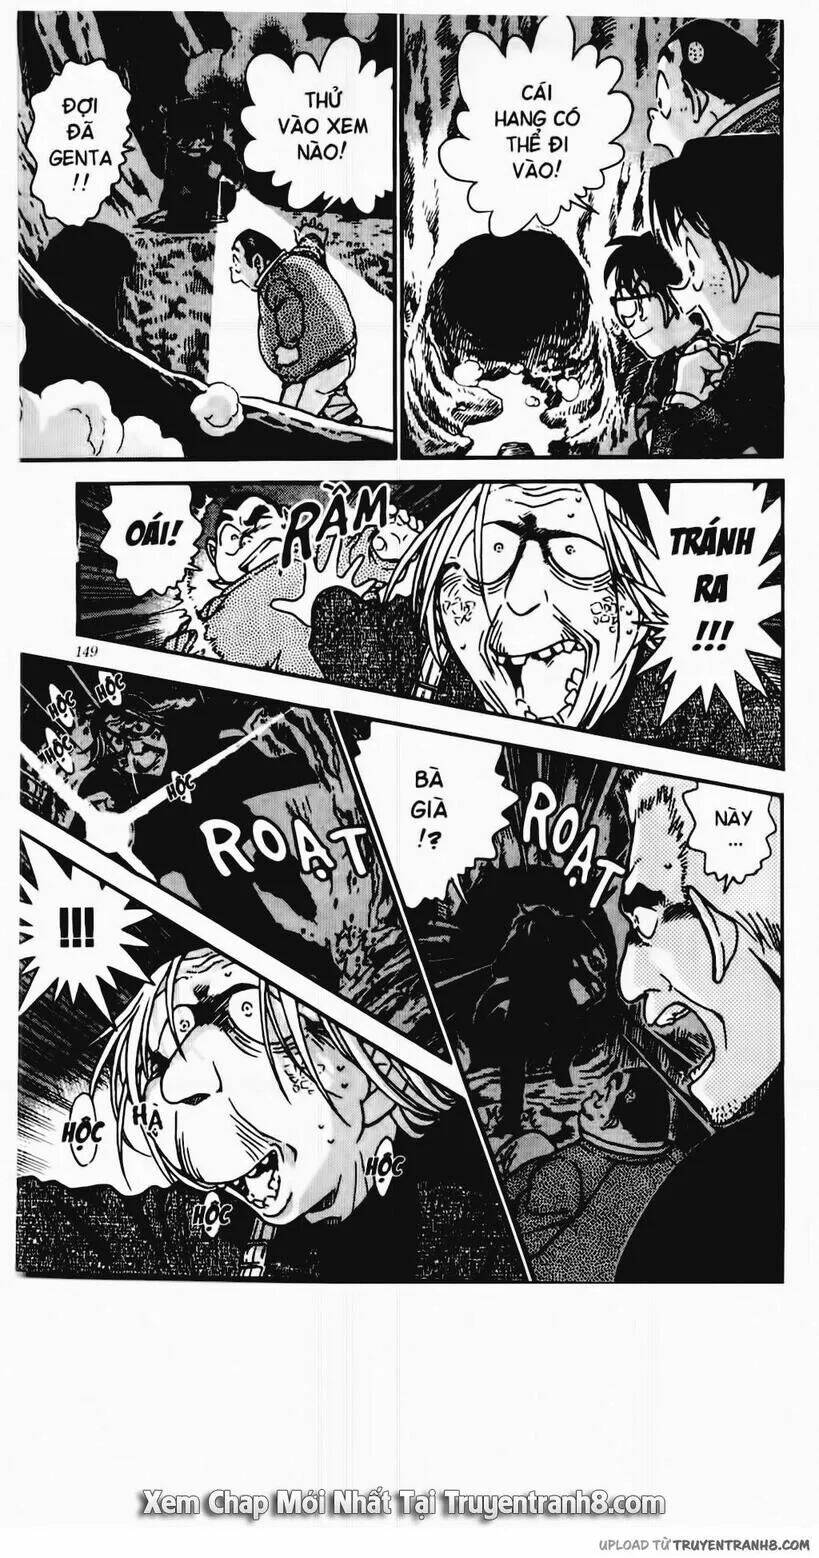 CÁI
HANG CÓ
THỂ ĐI
VÀO!
THỬ
VÀO XEM
NÀO!
ĐỢI
ĐÃ
GENTA
!!
TRÁNH
RA
!!!
RẦM
OÁI!
149
NÀY
...
ROẠT
BÀ
GIÀ
!?
ROẠT
HỘC
HỘC
HỘC
HỘC
!!!
HÀ
HỘC
HỘC
HỘC
Xem Chap Mới Nhất Tại Truyentranh8.com
UPLOAD TỪ TRUYENTRANH8.COM